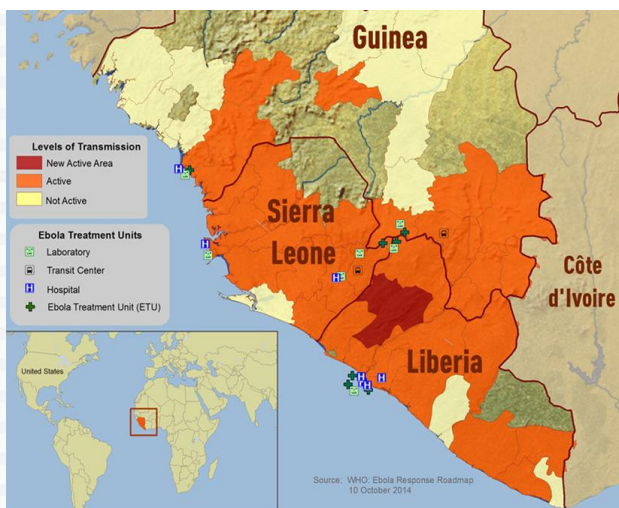 Guinea
Levels of Transmission
New Active Area
Active
Not Active
Ebola Treatment Units
Laboratory
Transit Center
Hospital
Ebola Treatment Unit (ETU)
Sierra
Leone
Côte
d'Ivoire
Liberia
United States
Source: WHO: Ebola Response Roadmap
10 October 2014